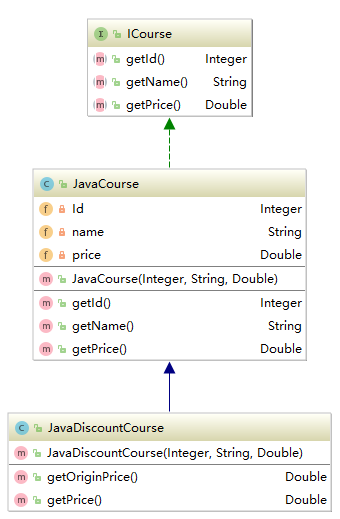 I ICourse
m getId() Integer
m getName() String
m getPrice() Double
C JavaCourse
f Id Integer
f name String
f price Double
m JavaCourse(Integer, String, Double)
m getId() Integer
m getName() String
m getPrice() Double
C JavaDiscountCourse
m JavaDiscountCourse(Integer, String, Double)
m getOriginPrice() Double
m getPrice() Double